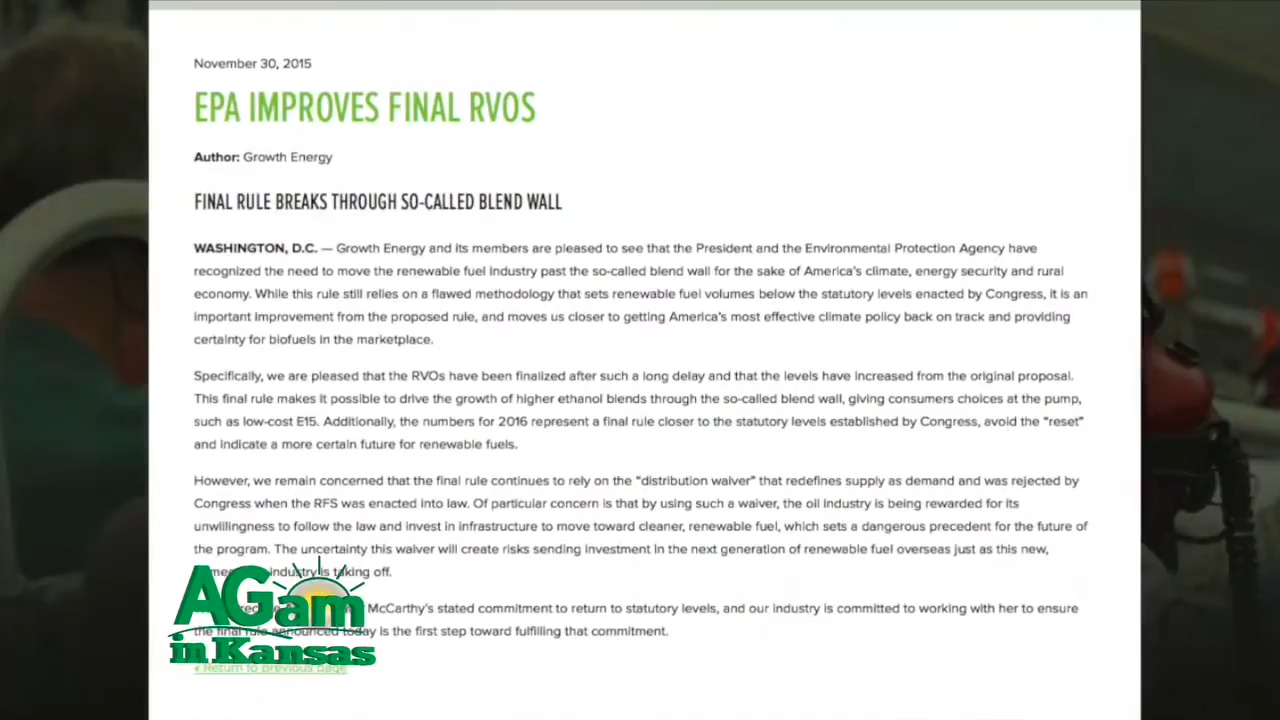 November 30, 2015
EPA IMPROVES FINAL RVOS
Author: Growth Energy
FINAL RULE BREAKS THROUGH SO-CALLED BLEND WALL
WASHINGTON, D.C. — Growth Energy and its members are pleased to see that the President and the Environmental Protection Agency have
recognized the need to move the renewable fuel industry past the so-called blend wall for the sake of America's climate, energy security and rural
economy. While this rule still relies on a flawed methodology that sets renewable fuel volumes below the statutory levels enacted by Congress, it is an
important improvement from the proposed rule, and moves us closer to getting America's most effective climate policy back on track and providing
certainty for biofuels in the marketplace.
Specifically, we are pleased that the RVOs have been finalized after such a long delay and that the levels have increased from the original proposal.
This final rule makes it possible to drive the growth of higher ethanol blends through the so-called blend wall, giving consumers choices at the pump,
such as low-cost E15. Additionally, the numbers for 2016 represent a final rule closer to the statutory levels established by Congress, avoid the "reset"
and indicate a more certain future for renewable fuels.
However, we remain concerned that the final rule continues to rely on the "distribution waiver" that redefines supply as demand and was rejected by
Congress when the RFS was enacted into law. Of particular concern is that by using such a waiver, the oil industry is being rewarded for its
unwillingness to follow the law and invest in infrastructure to move toward cleaner, renewable fuel, which sets a dangerous precedent for the future of
the program. The uncertainty this waiver will create risks sending investment in the next generation of renewable fuel overseas just as this new,
industry is taking off.
McCarthy's stated commitment to return to statutory levels, and our industry is committed to working with her to ensure
the final rule announced today is the first step toward fulfilling that commitment.
« Return to previous page
AGam
in Kansas